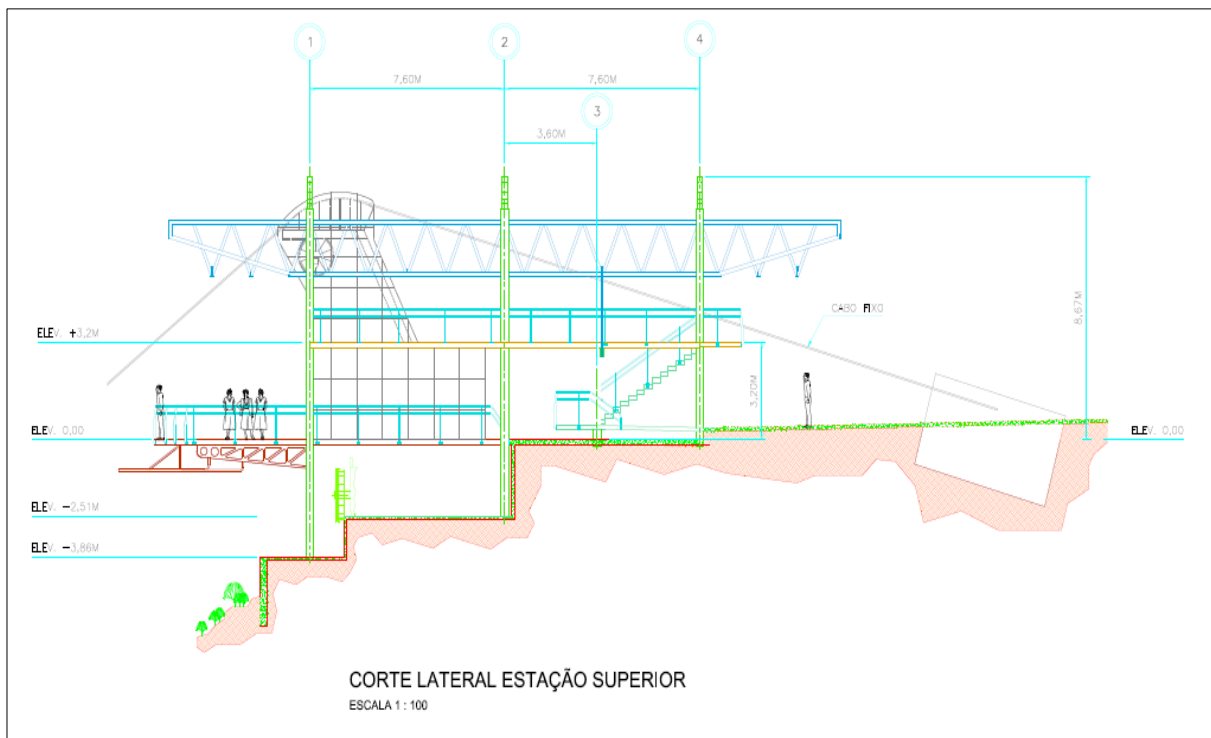 1
2
4
7,60M
7,60M
3
3,60M
CABO FIXO
8,67M
ELEV. +3,2M
3,20M
ELEV. 0,00
ELEV. 0,00
ELEV. -2,51M
ELEV. -3,86M
CORTE LATERAL ESTAÇÃO SUPERIOR
ESCALA 1 : 100